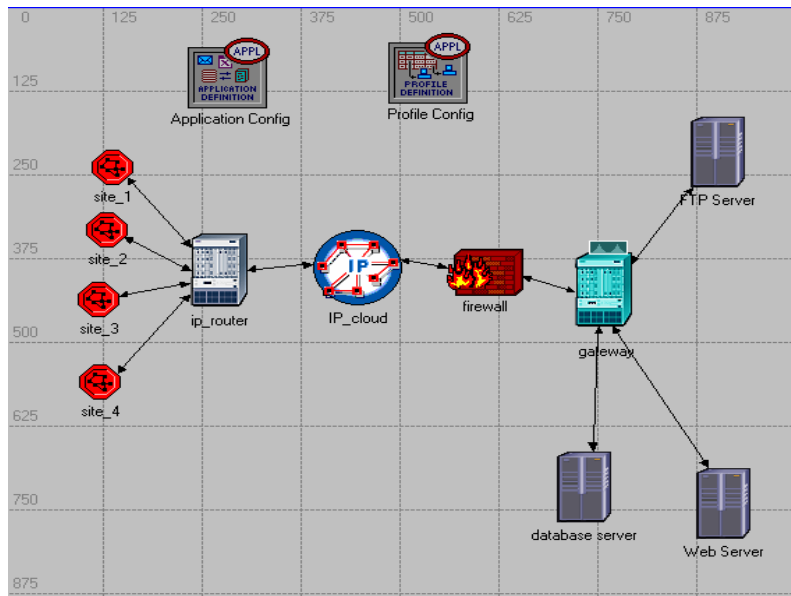 0 125 250 375 500 625 750 875
125
250
375
500
625
750
875
APPL
APPLICATION
DEFINITION
Application Config
APPL
PROFILE
DEFINITION
Profile Config
site_1
site_2
site_3
site_4
ip_router
IP
IP_cloud
firewall
gateway
FTP Server
database server
Web Server